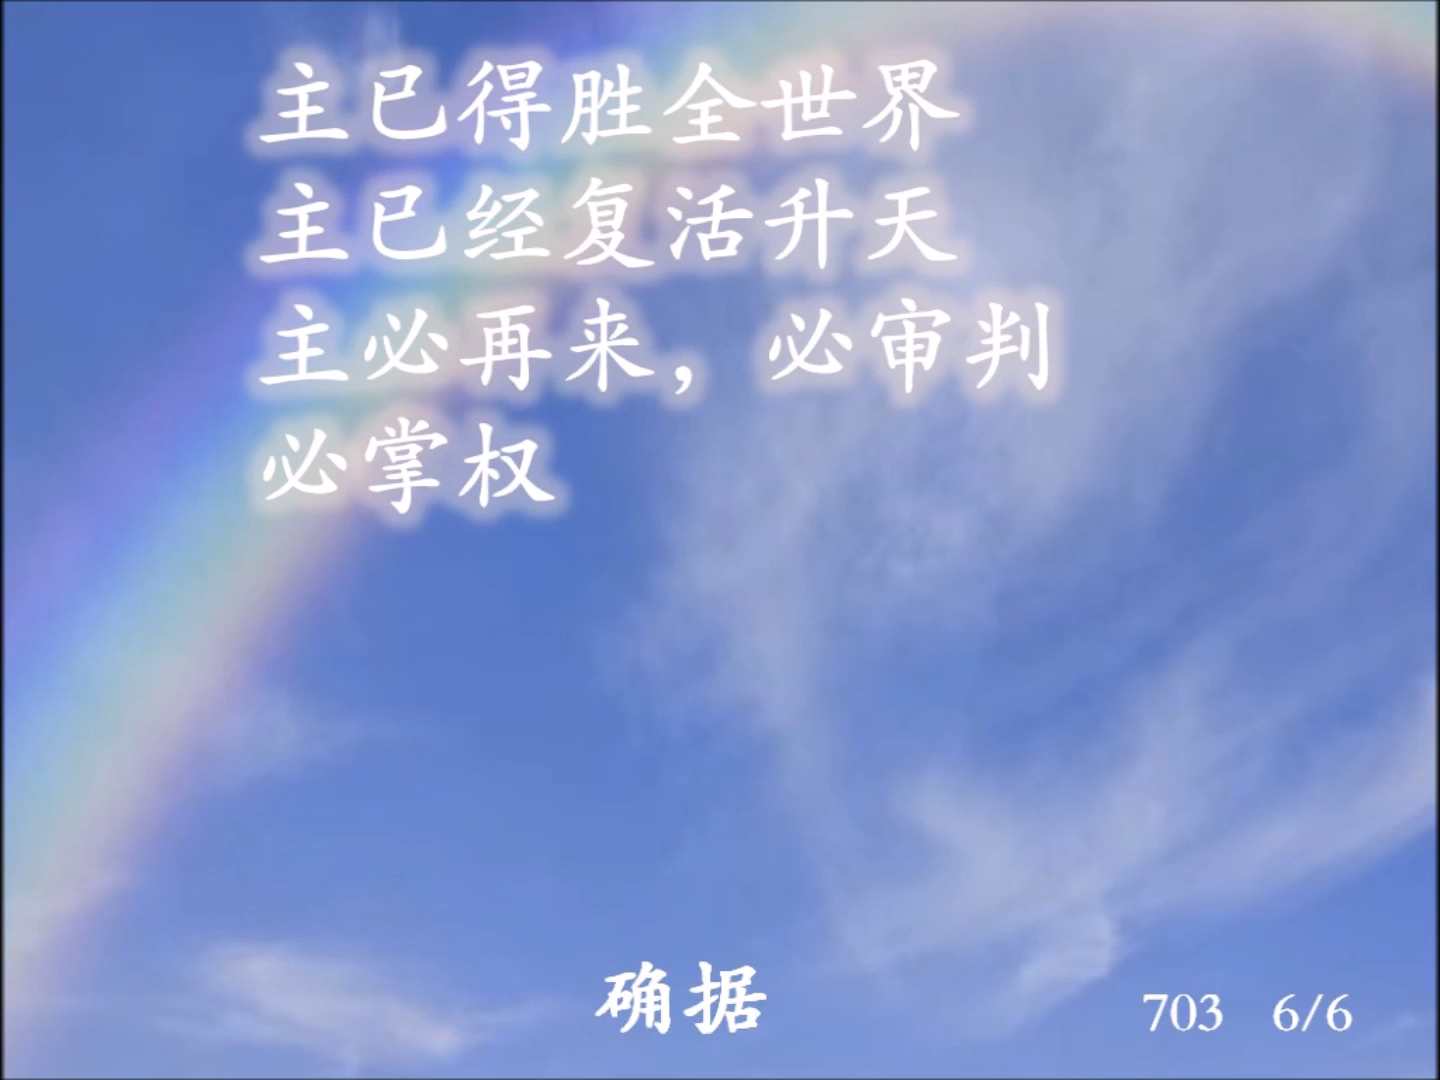 主已得胜全世界
主已经复活升天
主必再来，必审判
必掌权
确据
703 6/6